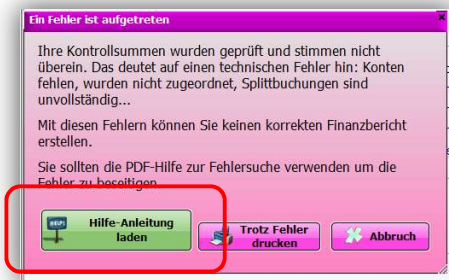 Ein Fehler ist aufgetreten
Ihre Kontrollsummen wurden geprüft und stimmen nicht
überein. Das deutet auf einen technischen Fehler hin: Konten
fehlen, wurden nicht zugeordnet, Splittbuchungen sind
unvollständig...
Mit diesen Fehlern können Sie keinen korrekten Finanzbericht
erstellen.
Sie sollten die PDF-Hilfe zur Fehlersuche verwenden um die
Fehler zu beseitigen
HELP!
Hilfe-Anleitung
laden
Trotz Fehler
drucken
Abbruch